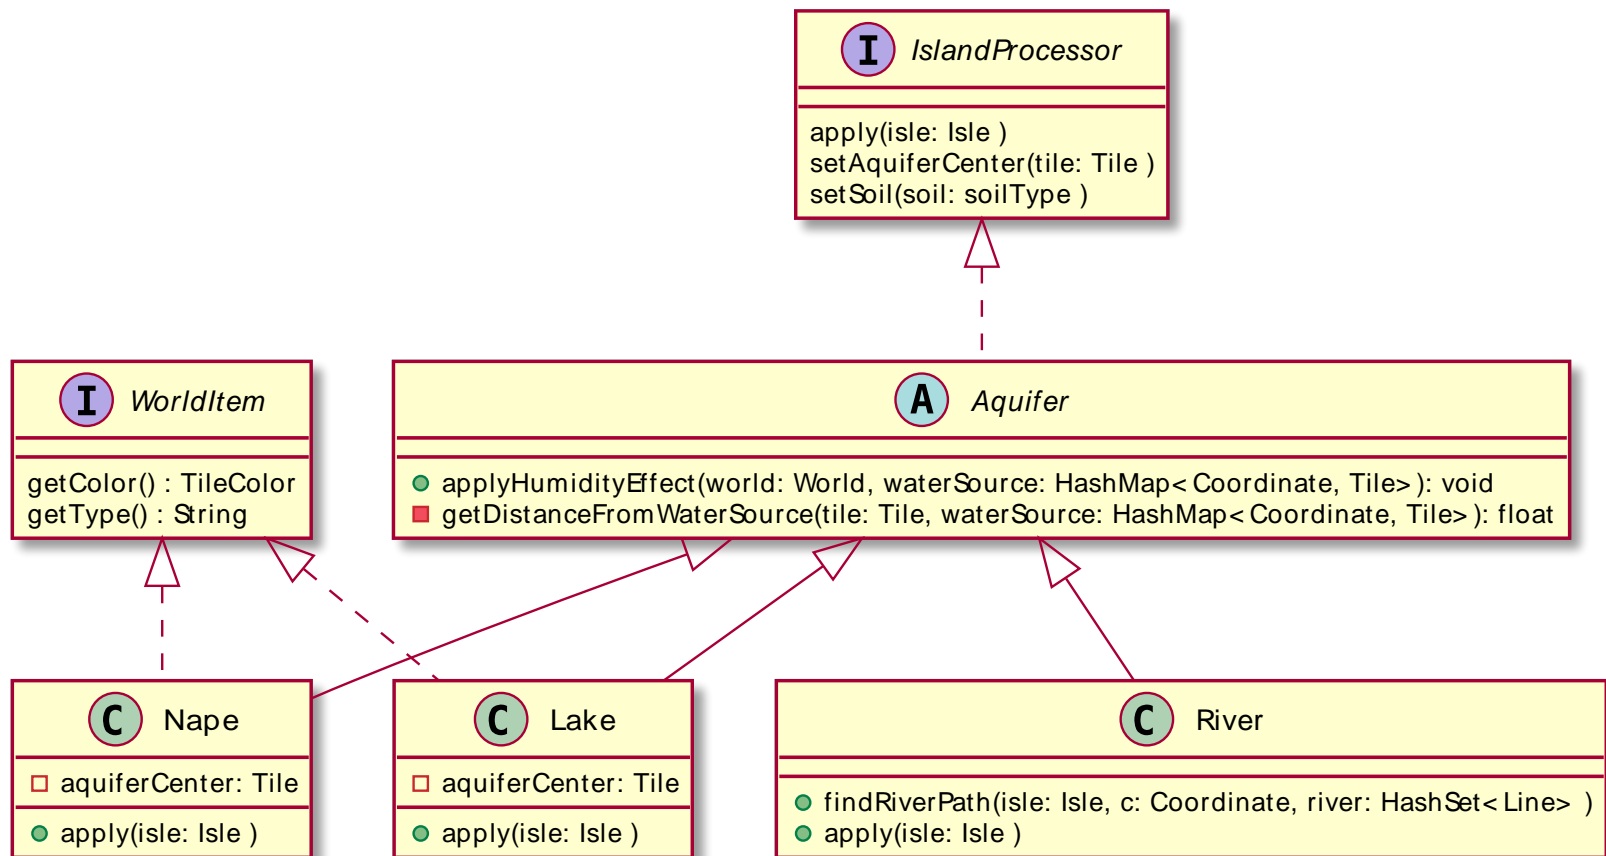 I IslandProcessor
apply(isle: Isle )
setAquiferCenter(tile: Tile )
setSoil(soil: soilType )
I WorldItem
getColor() : TileColor
getType() : String
A Aquifer
applyHumidityEffect(world: World, waterSource: HashMap<Coordinate, Tile>): void
getDistanceFromWaterSource(tile: Tile, waterSource: HashMap<Coordinate, Tile>): float
C Nape
aquiferCenter: Tile
apply(isle: Isle )
C Lake
aquiferCenter: Tile
apply(isle: Isle )
C River
findRiverPath(isle: Isle, c: Coordinate, river: HashSet<Line> )
apply(isle: Isle )